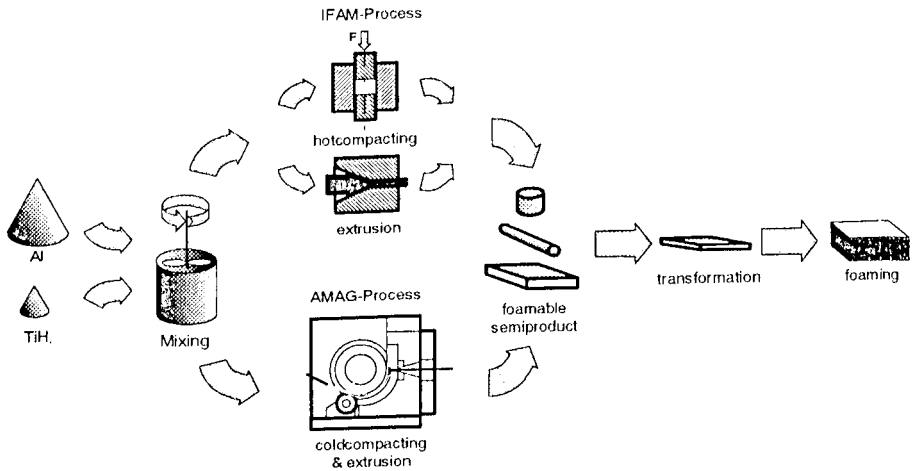 IFAM-Process
F
hotcompacting
extrusion
Al
TiH,
Mixing
AMAG-Process
coldcompacting
& extrusion
foamable
semiproduct
transformation
foaming